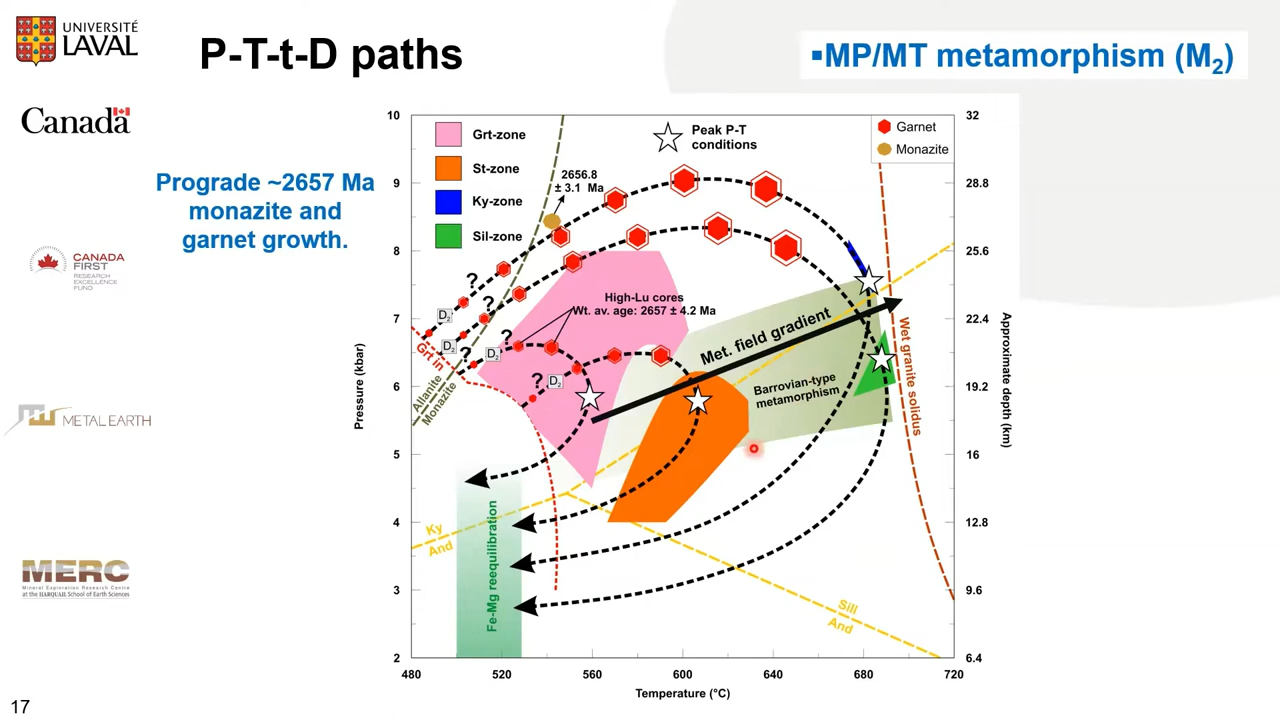 UNIVERSITÉ
LAVAL
P-T-t-D paths
▪MP/MT metamorphism (M2)
Canada
Prograde ~2657 Ma
monazite and
garnet growth.
CANADA
FIRST
RESEARCH
EXCELLENCE
FUND
METAL EARTH
MERC
Mineral Exploration Research Centre
at the HARQUAIL School of Earth Sciences
17
10
9
8
7
6
5
4
3
2
Pressure (kbar)
480
520
560
600
640
680
720
Temperature (°C)
32
28.8
25.6
22.4
19.2
16
12.8
9.6
6.4
Approximate depth (km)
Grt-zone
St-zone
Ky-zone
Sil-zone
Peak P-T
conditions
Garnet
Monazite
2656.8
± 3.1 Ma
?
?
?
?
?
D2
D2
D2
D2
High-Lu cores
Wt. av. age: 2657 ± 4.2 Ma
Grt in
Allanite
Monazite
Met. field gradient
Barrovian-type
metamorphism
Wet granite solidus
Fe-Mg reequilibration
Ky
And
Sill
And